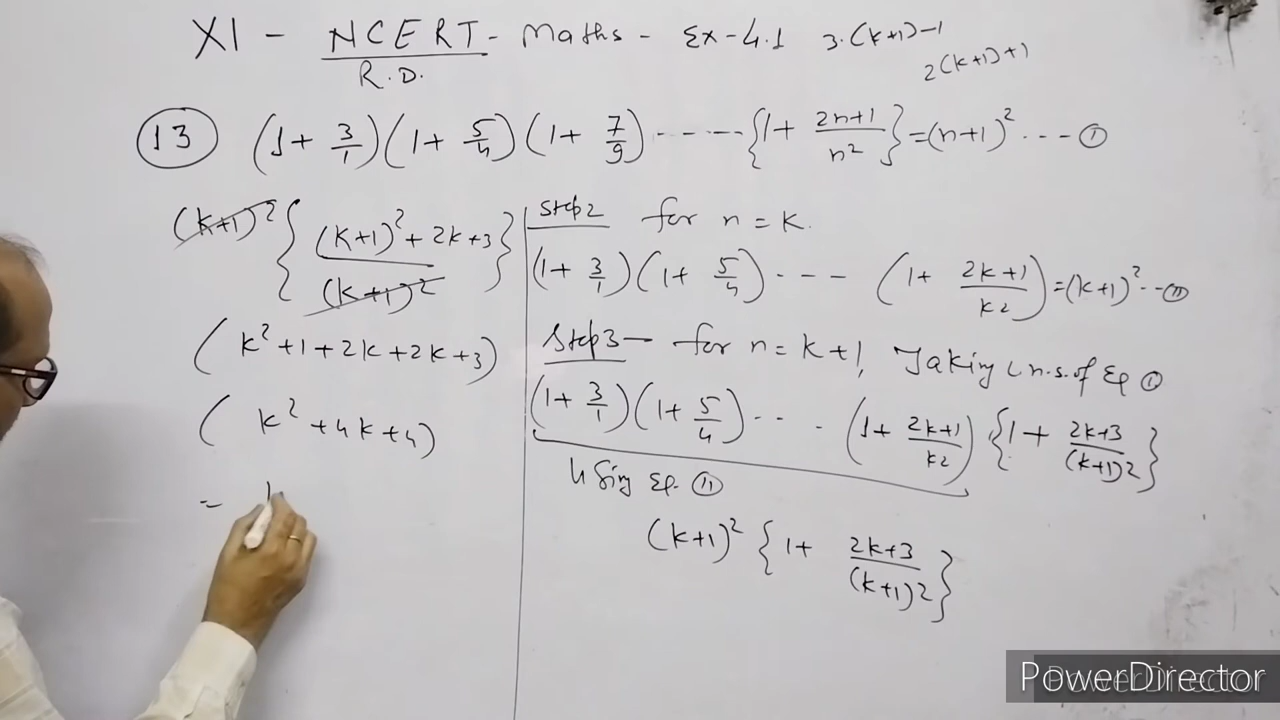 XI - NCERT - Maths - Ex-4.1 3.(k+1)-1
R.D. 2(k+1)+1
13 (1 + 3/1)(1 + 5/4)(1 + 7/9) ------ {1 + 2n+1/n²} = (n+1)² --- ①
(k+1)² { (k+1)² + 2k+3 / (k+1)² }
(k²+1+2k+2k+3)
(k²+4k+4)
=
Step2 for n = k.
(1 + 3/1)(1 + 5/4) --- (1 + 2k+1/k2) = (k+1)² -- ⑪
Step3 - for n = k+1, Taking L.H.S. of Eq ①
(1 + 3/1)(1 + 5/4) -- . (1 + 2k+1/k2) {1 + 2k+3/(k+1)2}
Using Eq. ⑪
(k+1)² {1 + 2k+3/(k+1)2}
PowerDirector